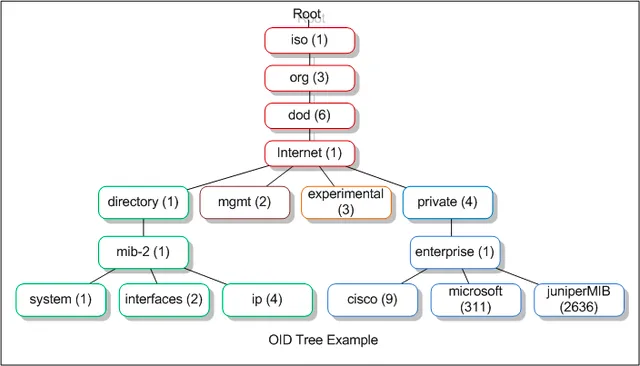 Root
iso (1)
org (3)
dod (6)
Internet (1)
directory (1)
mgmt (2)
experimental
(3)
private (4)
mib-2 (1)
enterprise (1)
system (1)
interfaces (2)
ip (4)
cisco (9)
microsoft
(311)
juniperMIB
(2636)
OID Tree Example